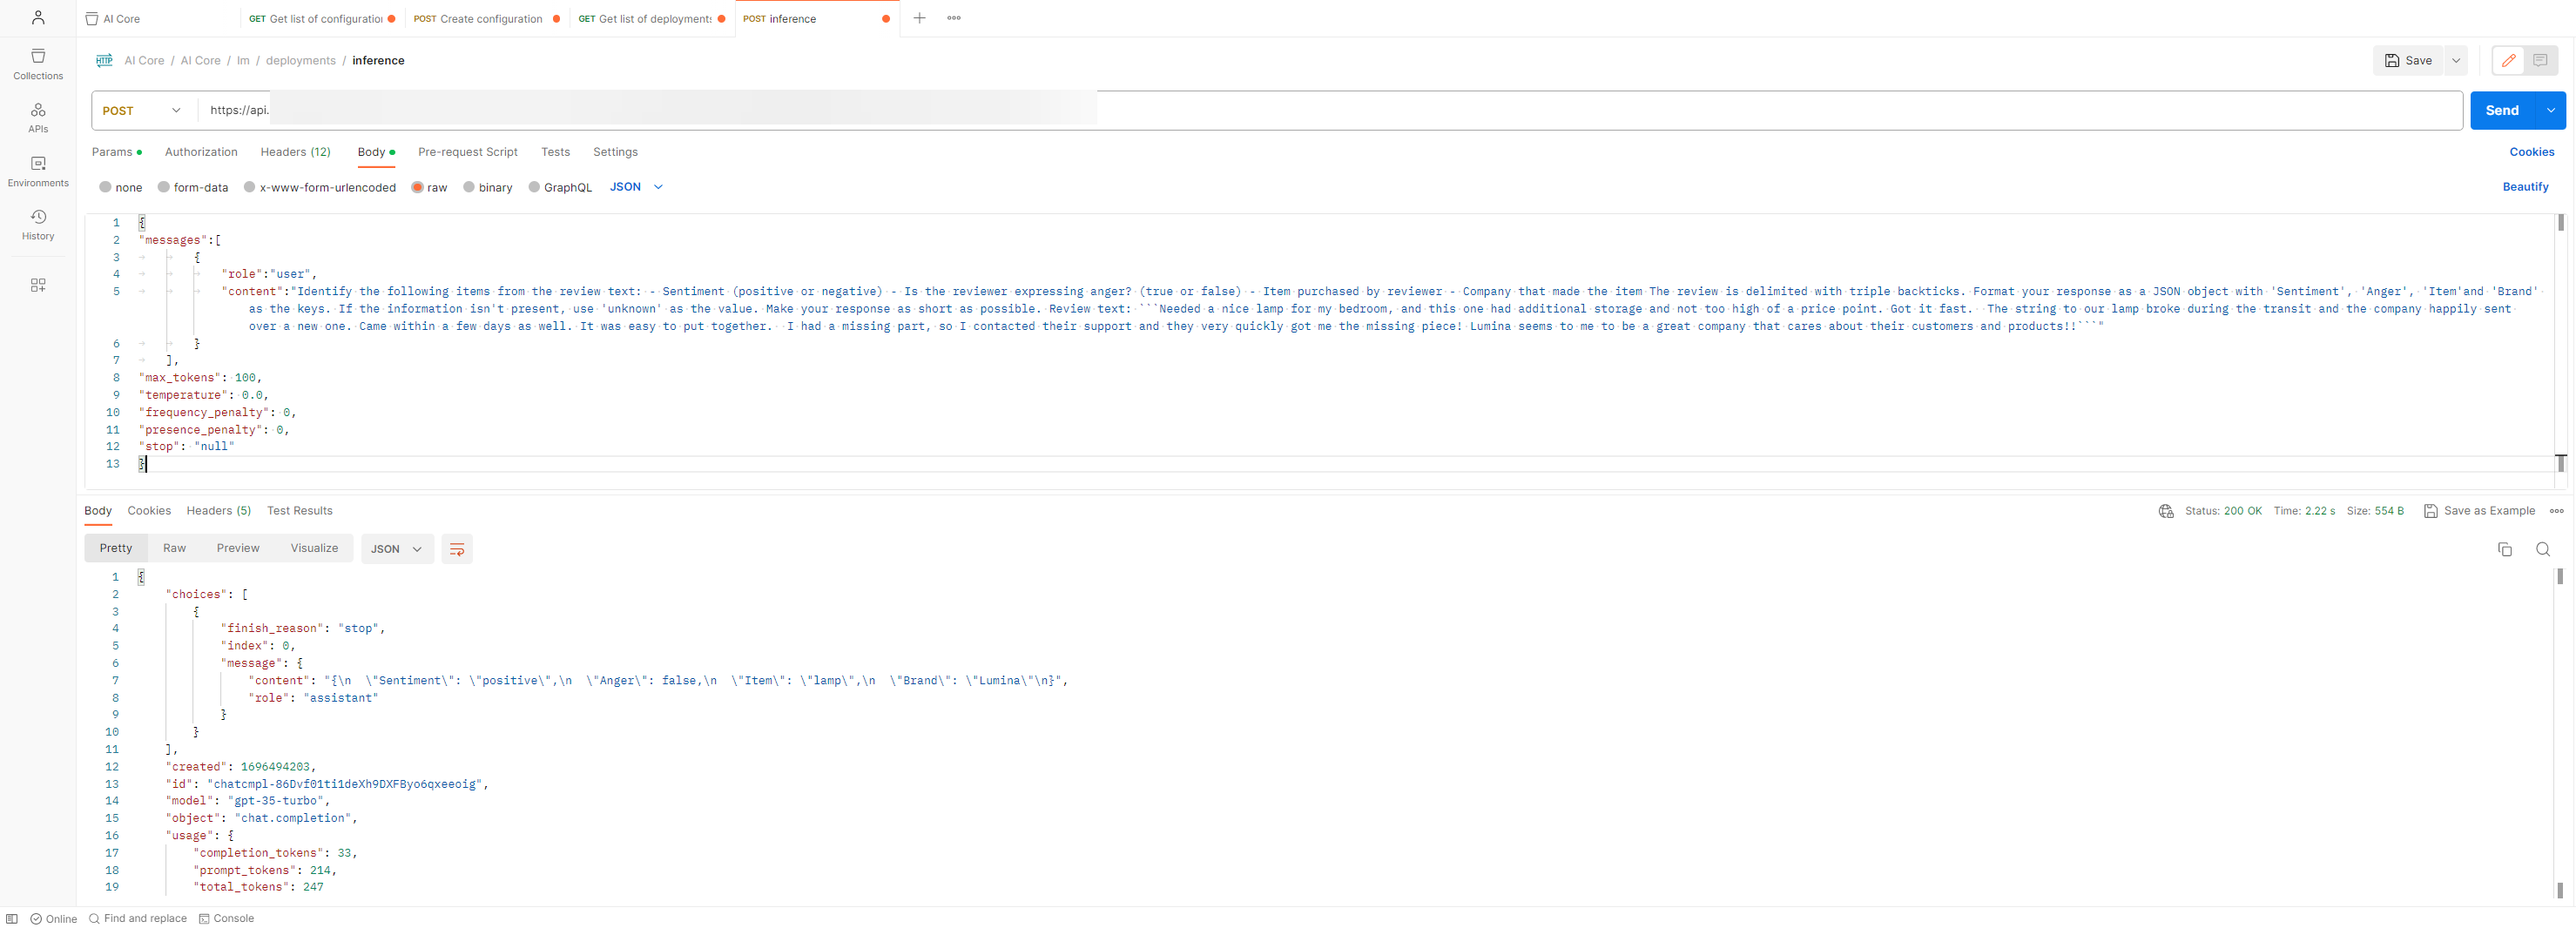 AI Core
GET Get list of configuration
POST Create configuration
GET Get list of deployments
POST inference
AI Core / AI Core / lm / deployments / inference
Save
Collections
APIs
Environments
History
POST
https://api.
Send
Params
Authorization
Headers (12)
Body
Pre-request Script
Tests
Settings
Cookies
none
form-data
x-www-form-urlencoded
raw
binary
GraphQL
JSON
Beautify
1 {
2 "messages":[
3 {
4 "role":"user",
5 "content":"Identify the following items from the review text: - Sentiment (positive or negative) - Is the reviewer expressing anger? (true or false) - Item purchased by reviewer - Company that made the item The review is delimited with triple backticks. Format your response as a JSON object with 'Sentiment', 'Anger', 'Item'and 'Brand'
as the keys. If the information isn't present, use 'unknown' as the value. Make your response as short as possible. Review text: ```Needed a nice lamp for my bedroom, and this one had additional storage and not too high of a price point. Got it fast.  The string to our lamp broke during the transit and the company happily sent
over a new one. Came within a few days as well. It was easy to put together.  I had a missing part, so I contacted their support and they very quickly got me the missing piece! Lumina seems to me to be a great company that cares about their customers and products!!```"
6 }
7 ],
8 "max_tokens": 100,
9 "temperature": 0.0,
10 "frequency_penalty": 0,
11 "presence_penalty": 0,
12 "stop": "null"
13 }
Body
Cookies
Headers (5)
Test Results
Status: 200 OK
Time: 2.22 s
Size: 554 B
Save as Example
Pretty
Raw
Preview
Visualize
JSON
1 {
2 "choices": [
3 {
4 "finish_reason": "stop",
5 "index": 0,
6 "message": {
7 "content": "{\n  \"Sentiment\": \"positive\",\n  \"Anger\": false,\n  \"Item\": \"lamp\",\n  \"Brand\": \"Lumina\"\n}",
8 "role": "assistant"
9 }
10 }
11 ],
12 "created": 1696494203,
13 "id": "chatcmpl-86Dvf01ti1deXh9DXFByo6qxeeoig",
14 "model": "gpt-35-turbo",
15 "object": "chat.completion",
16 "usage": {
17 "completion_tokens": 33,
18 "prompt_tokens": 214,
19 "total_tokens": 247
Online
Find and replace
Console